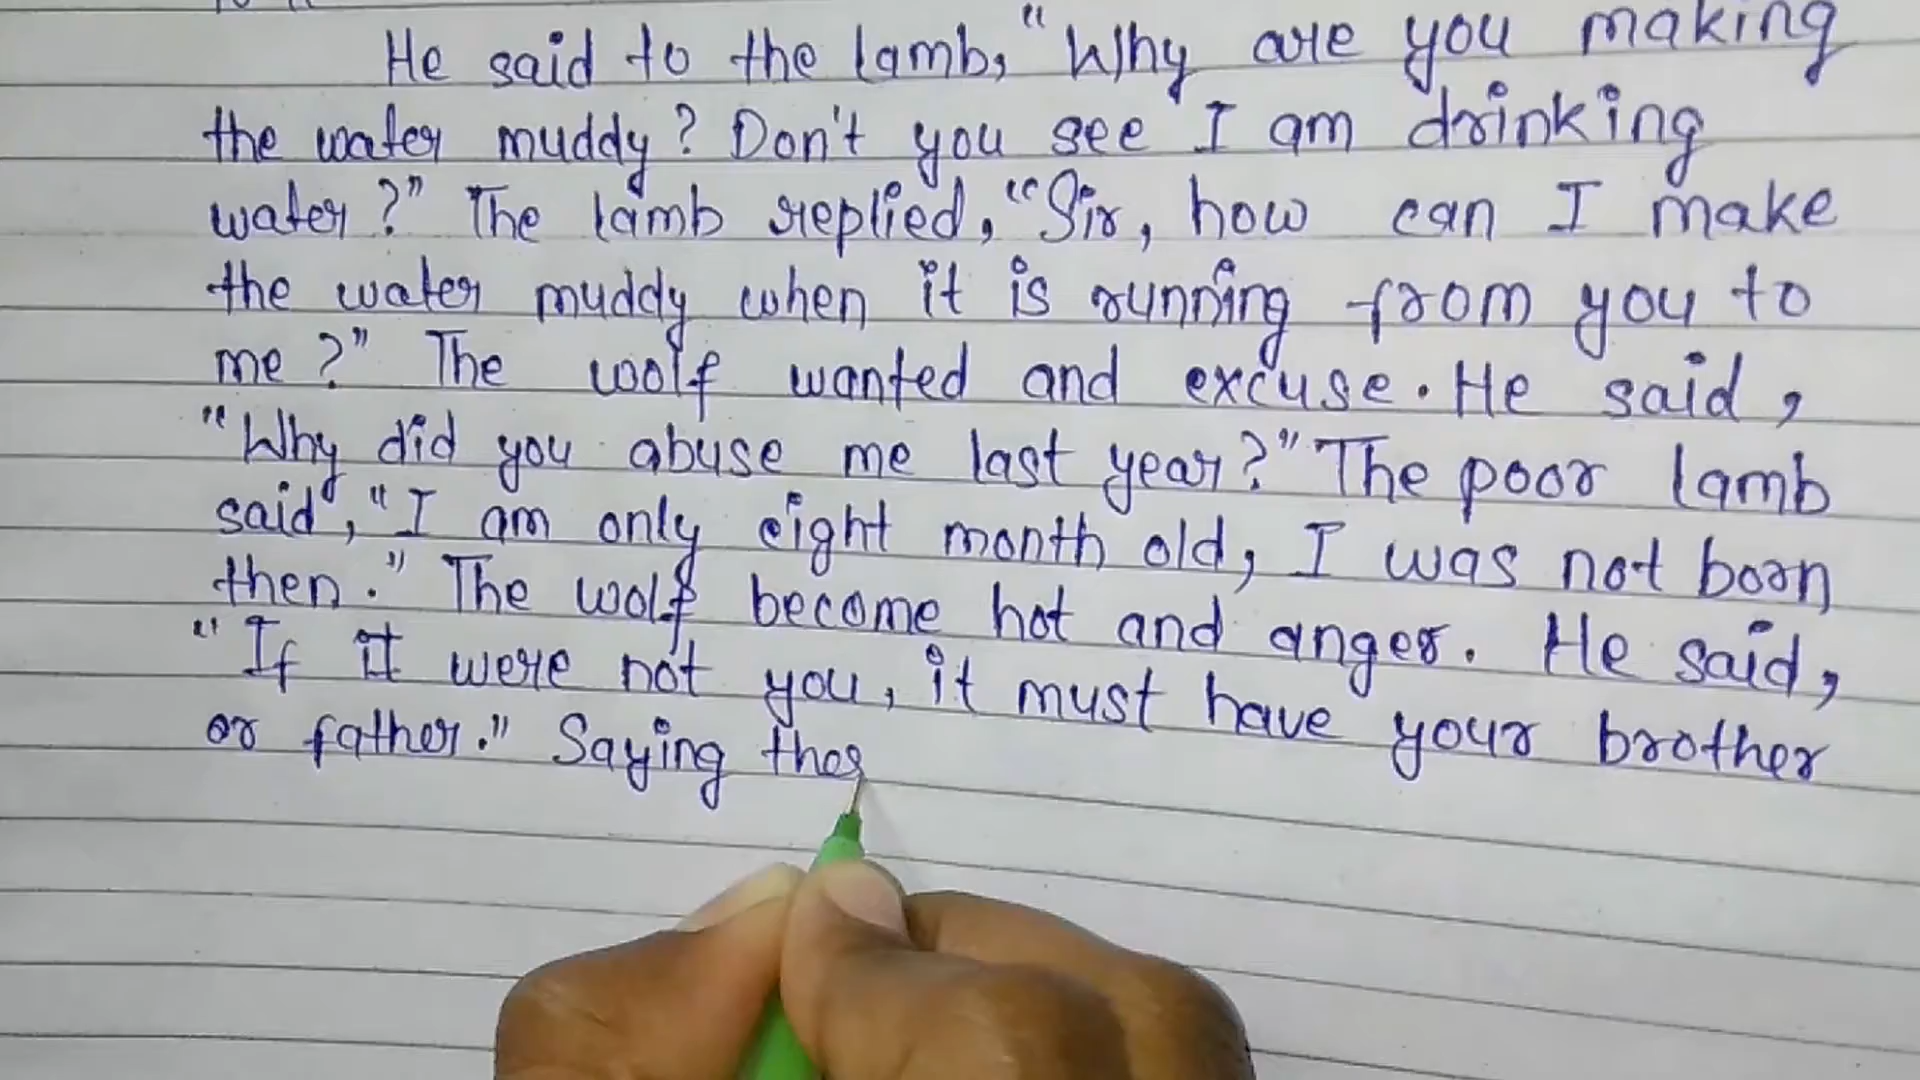 He said to the lamb, "Why are you making
the water muddy? Don't you see I am drinking
water?" The lamb replied, "Sir, how can I make
the water muddy when it is running from you to
me?" The wolf wanted and excuse. He said,
"Why did you abuse me last year?" The poor lamb
said, "I am only eight month old, I was not born
then." The wolf become hot and anger. He said,
"If it were not you, it must have your brother
or father." Saying thes